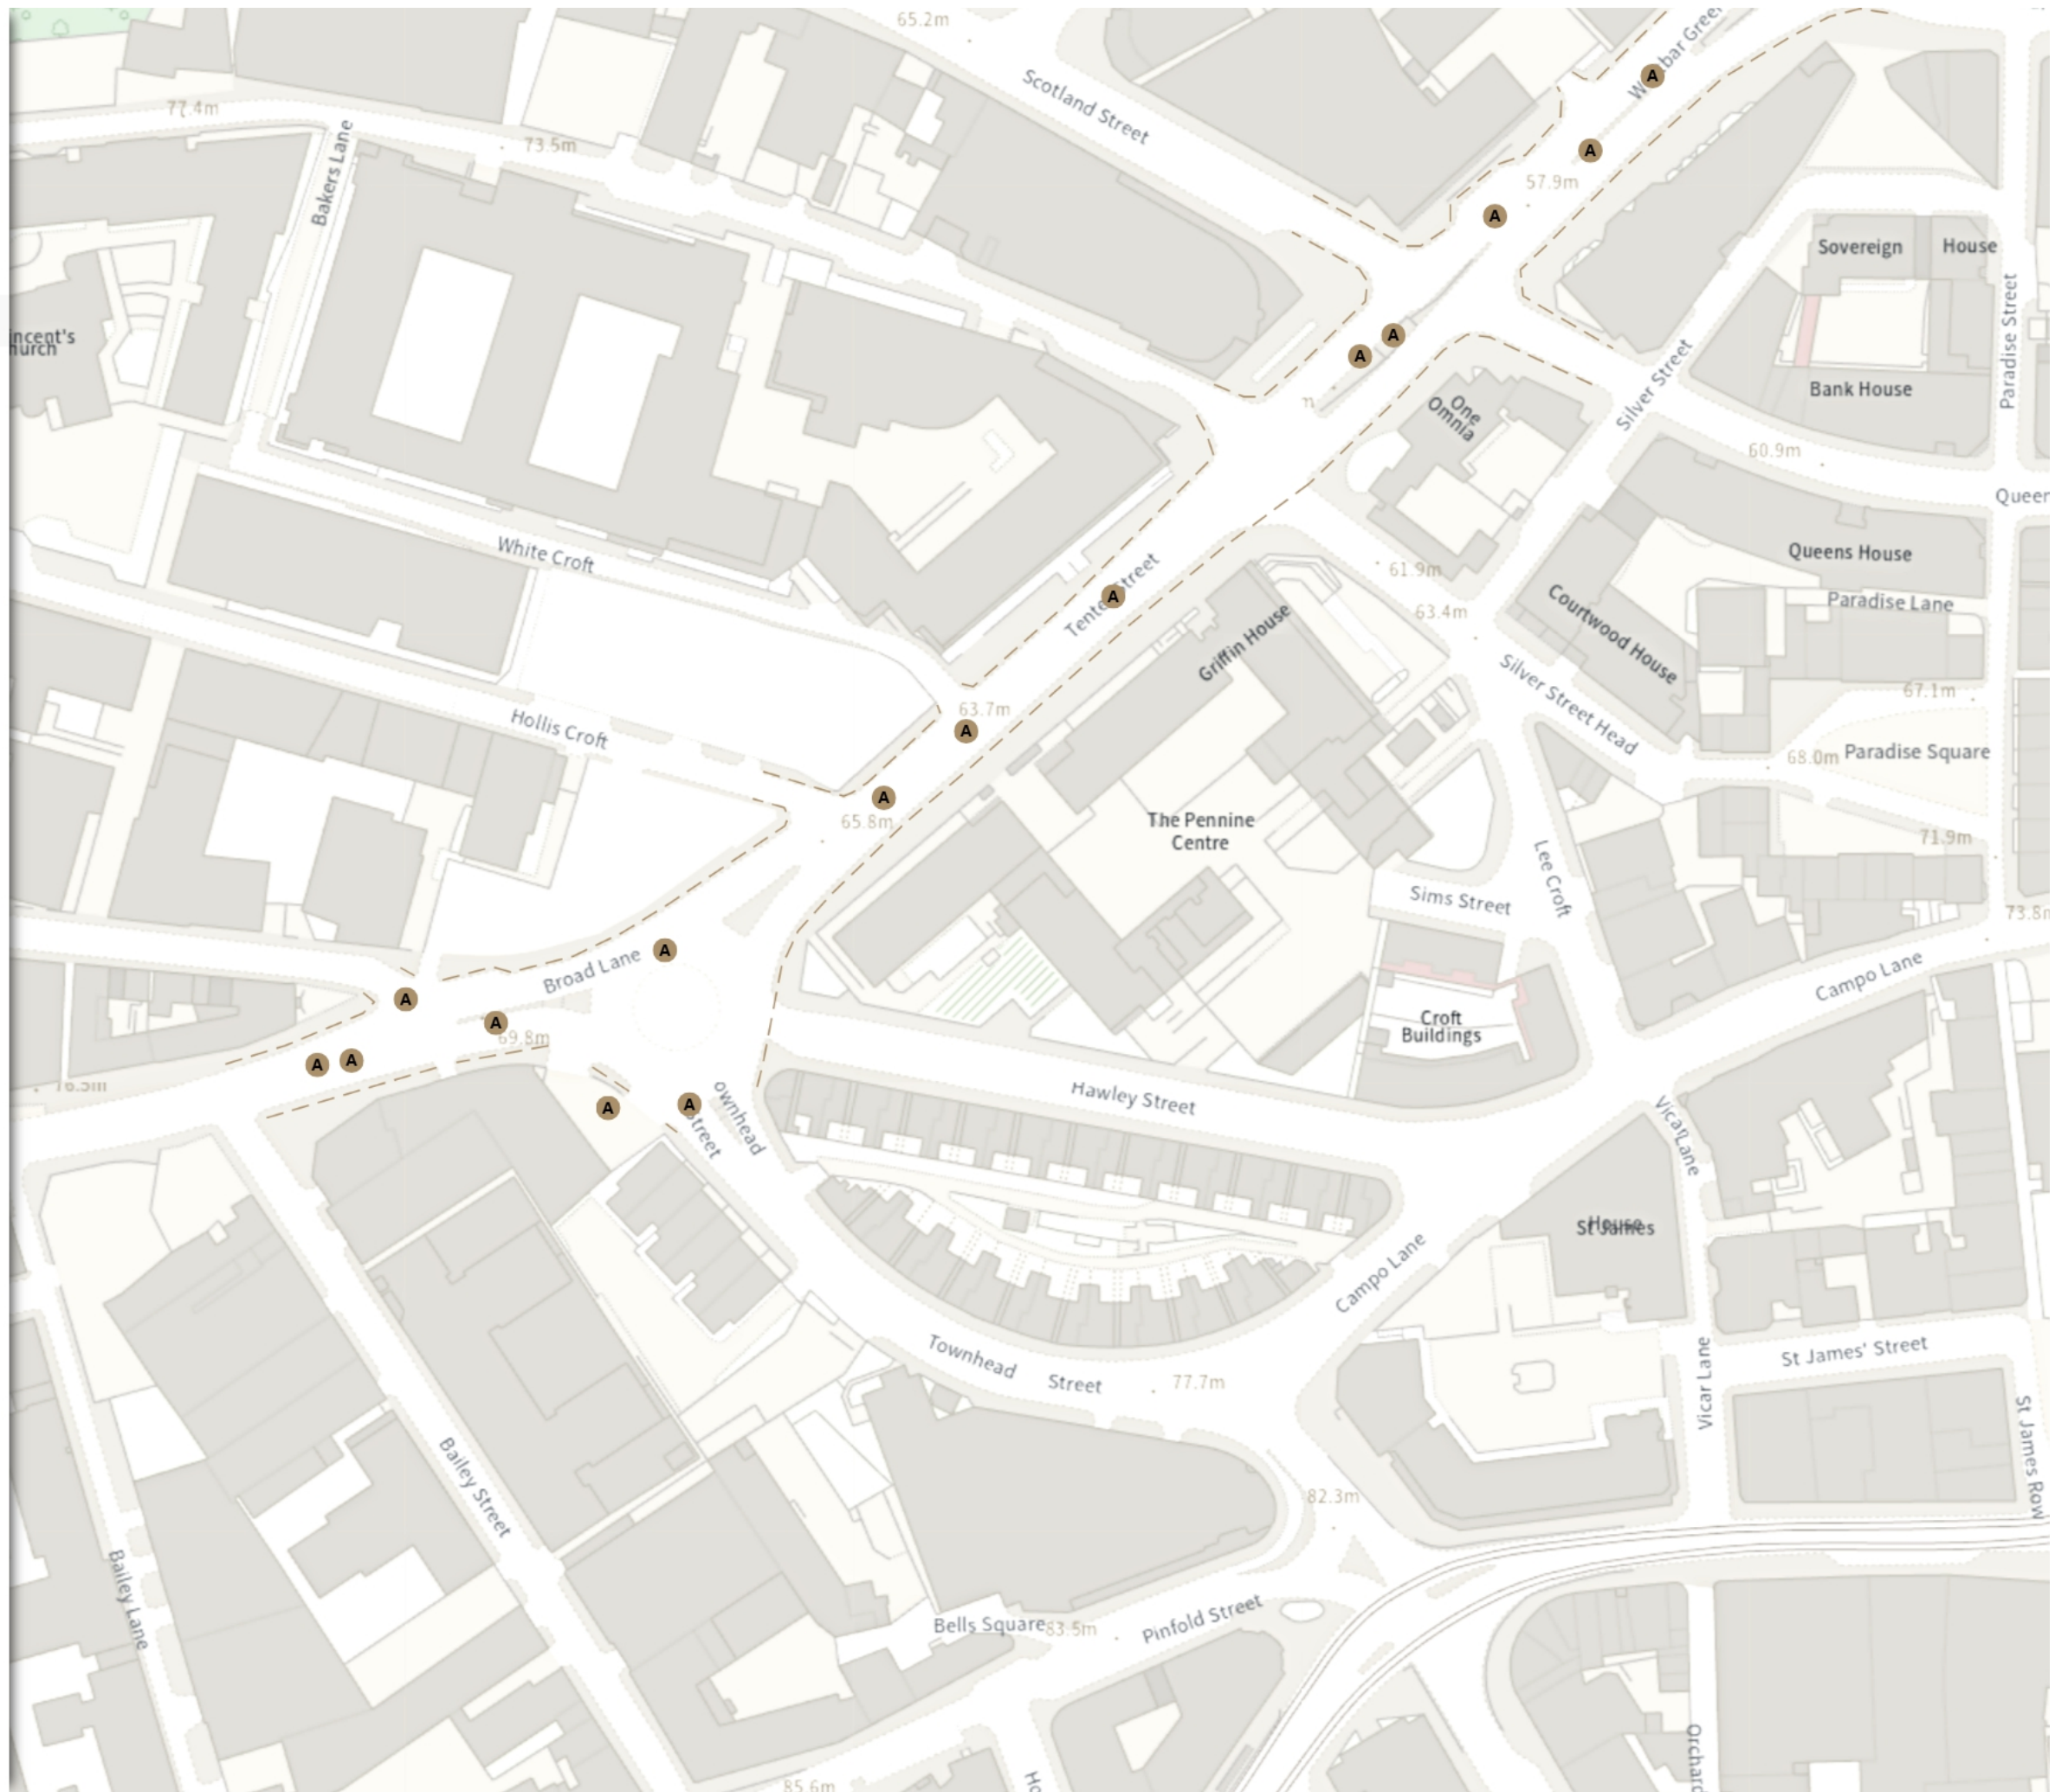 65.2m
Scotland Street
A
77.4m
73.5m
Bakers Lane
A
57.9m
A
Sovereign House
Paradise Street
A
A
Bank House
Silver Street
One
Omnia
60.9m
White Croft
Queens House
61.9m
63.4m
Paradise Lane
A
Griffin House
Courtwood House
Silver Street Head
67.1m
63.7m
A
Hollis Croft
68.0m
Paradise Square
A
65.8m
The Pennine
Centre
71.9m
Lee Croft
Sims Street
A
Broad Lane
Campo Lane
A
A
69.8m
Croft
Buildings
A
A
A
A
Street
Hawley Street
Vicar Lane
St James
House
Campo Lane
Townhead Street
77.7m
Vicar Lane
St James' Street
St James Row
Bailey Street
82.3m
Bailey Lane
Bells Square
83.5m
Pinfold Street
Orchard
85.6m